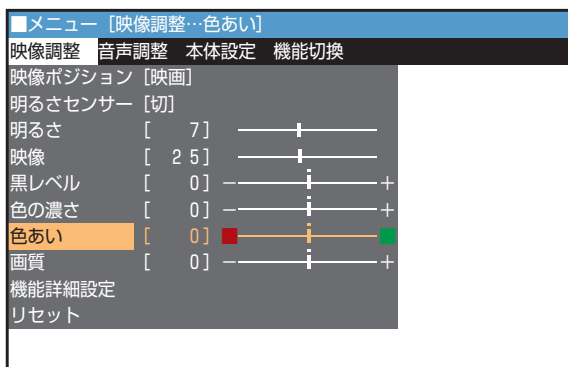 ■メニュー [映像調整…色あい]
映像調整 音声調整 本体設定 機能切換
映像ポジション [映画]
明るさセンサー [切]
明るさ [ 7]
映像 [ 25]
黒レベル [ 0] − +
色の濃さ [ 0] − +
色あい [ 0]
画質 [ 0] − +
機能詳細設定
リセット